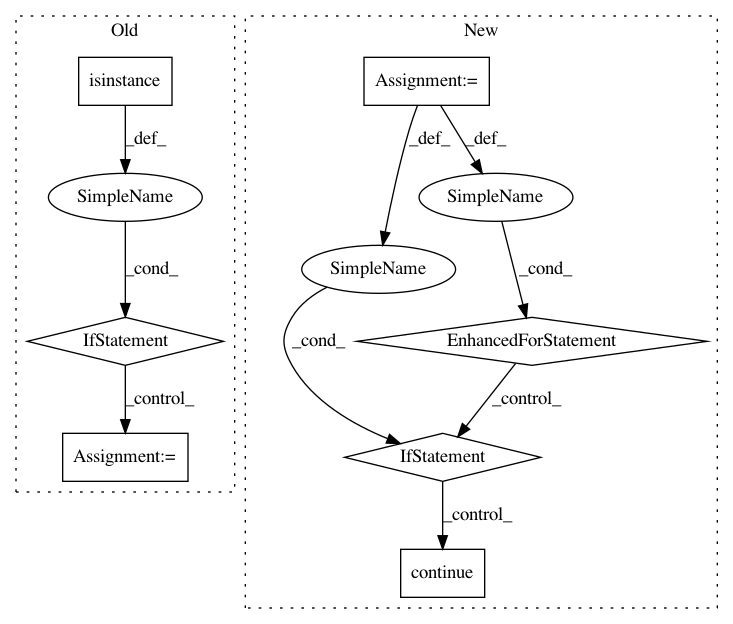 Old
New
isinstance
Assignment:=
_def_
_def_
_def_
SimpleName
SimpleName
SimpleName
_cond_
_cond_
_cond_
IfStatement
EnhancedForStatement
_control_
_control_
Assignment:=
IfStatement
_control_
continue